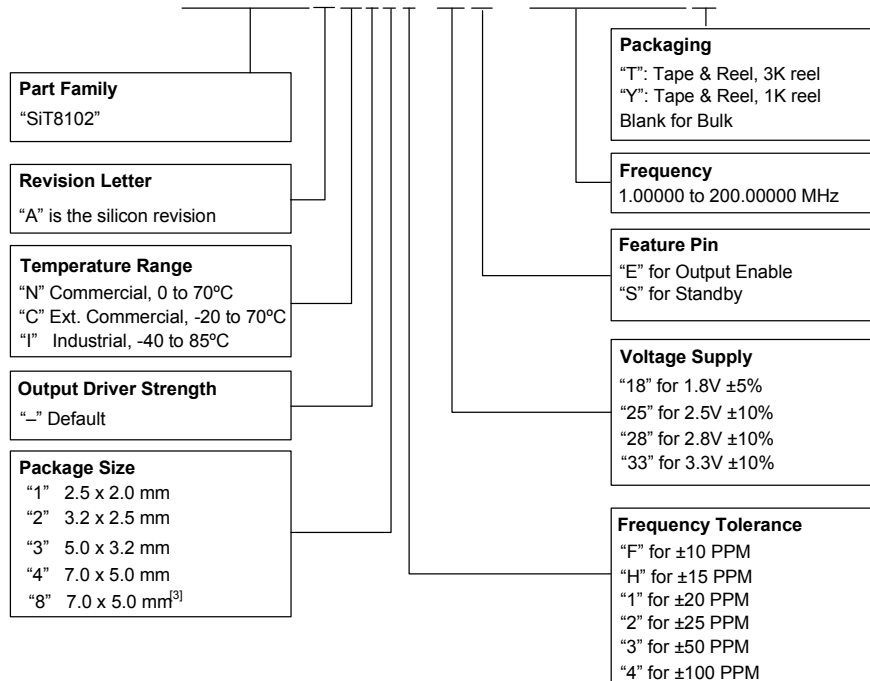 Part Family
“SiT8102”
Revision Letter
“A” is the silicon revision
Temperature Range
“N” Commercial, 0 to 70ºC
“C” Ext. Commercial, -20 to 70ºC
“I” Industrial, -40 to 85ºC
Output Driver Strength
“–” Default
Package Size
“1” 2.5 x 2.0 mm
“2” 3.2 x 2.5 mm
“3” 5.0 x 3.2 mm
“4” 7.0 x 5.0 mm
“8” 7.0 x 5.0 mm[3]
Packaging
“T”: Tape & Reel, 3K reel
“Y”: Tape & Reel, 1K reel
Blank for Bulk
Frequency
1.00000 to 200.00000 MHz
Feature Pin
“E” for Output Enable
“S” for Standby
Voltage Supply
“18” for 1.8V ±5%
“25” for 2.5V ±10%
“28” for 2.8V ±10%
“33” for 3.3V ±10%
Frequency Tolerance
“F” for ±10 PPM
“H” for ±15 PPM
“1” for ±20 PPM
“2” for ±25 PPM
“3” for ±50 PPM
“4” for ±100 PPM